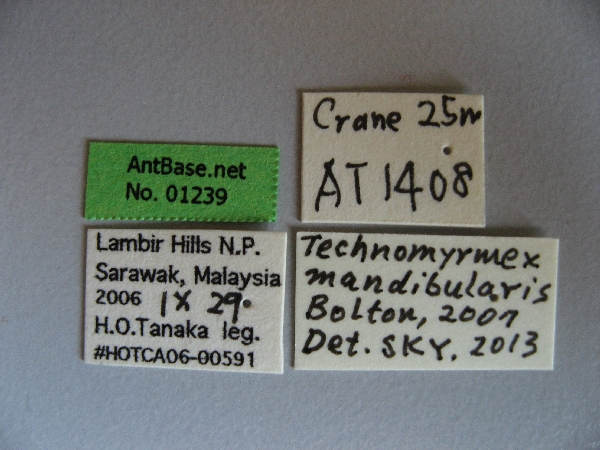 AntBase.net
No. 01239
Crane 25m
AT1408
Lambir Hills N.P.
Sarawak, Malaysia
2006 IX 29.
H.O.Tanaka leg.
#HOTCA06-00591
Technomyrmex
mandibularis
Bolton, 2007
Det. SKY. 2013